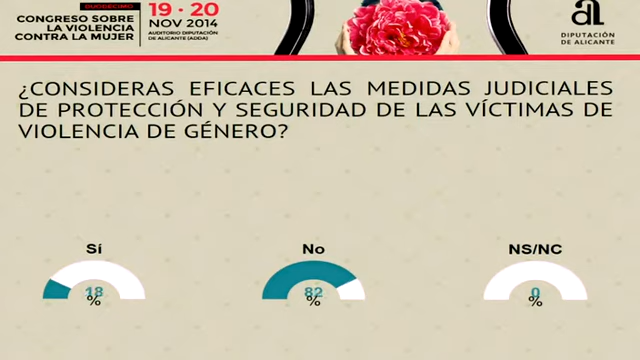 DUODÉCIMO
CONGRESO SOBRE
LA VIOLENCIA
CONTRA LA MUJER
19 · 20
NOV 2014
AUDITORIO DIPUTACIÓN
DE ALICANTE (ADDA)
DIPUTACIÓN
DE ALICANTE
¿CONSIDERAS EFICACES LAS MEDIDAS JUDICIALES
DE PROTECCIÓN Y SEGURIDAD DE LAS VÍCTIMAS DE
VIOLENCIA DE GÉNERO?
Sí
18
%
No
82
%
NS/NC
0
%